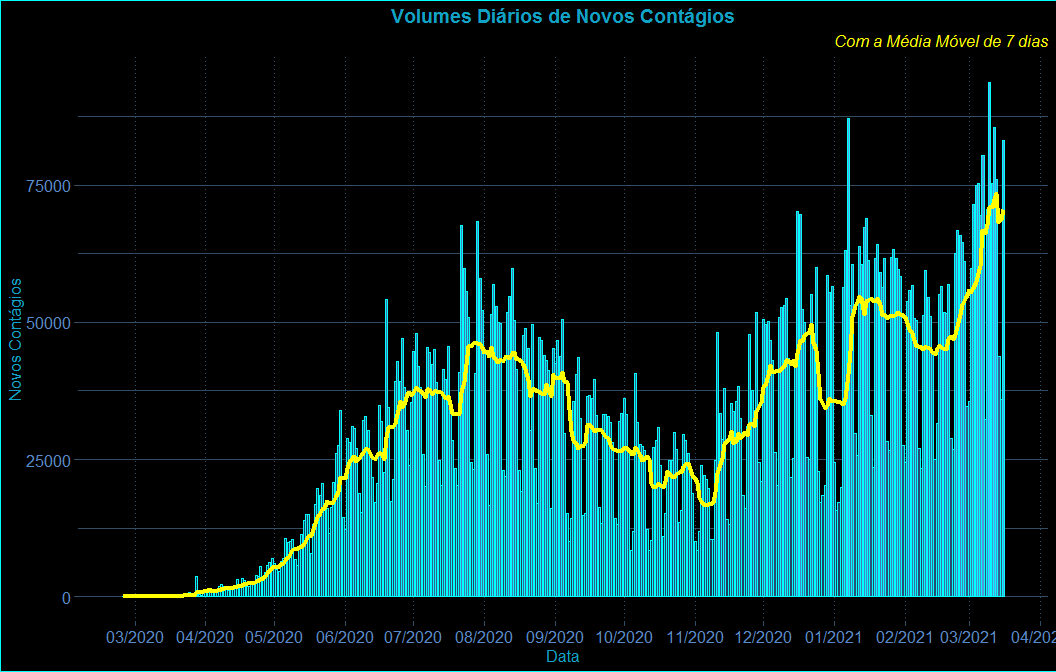 Volumes Diários de Novos Contágios
Com a Média Móvel de 7 dias
Novos Contágios
75000
50000
25000
0
03/2020 04/2020 05/2020 06/2020 07/2020 08/2020 09/2020 10/2020 11/2020 12/2020 01/2021 02/2021 03/2021 04/202
Data